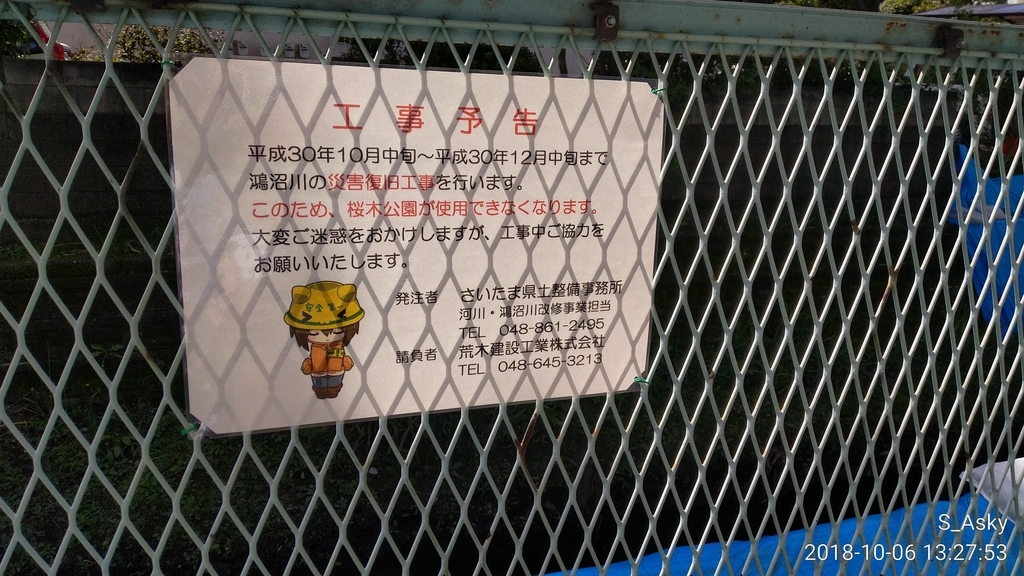 工事予告
平成30年10月中旬～平成30年12月中旬まで
鴻沼川の災害復旧工事を行います。
このため、桜木公園が使用できなくなります。
大変ご迷惑をおかけしますが、工事中ご協力を
お願いいたします。
発注者 さいたま県土整備事務所
河川・鴻沼川改修事業担当
TEL 048-861-2495
請負者 荒木建設工業株式会社
TEL 048-645-3213
安全
S_Asky
2018-10-06 13:27:53